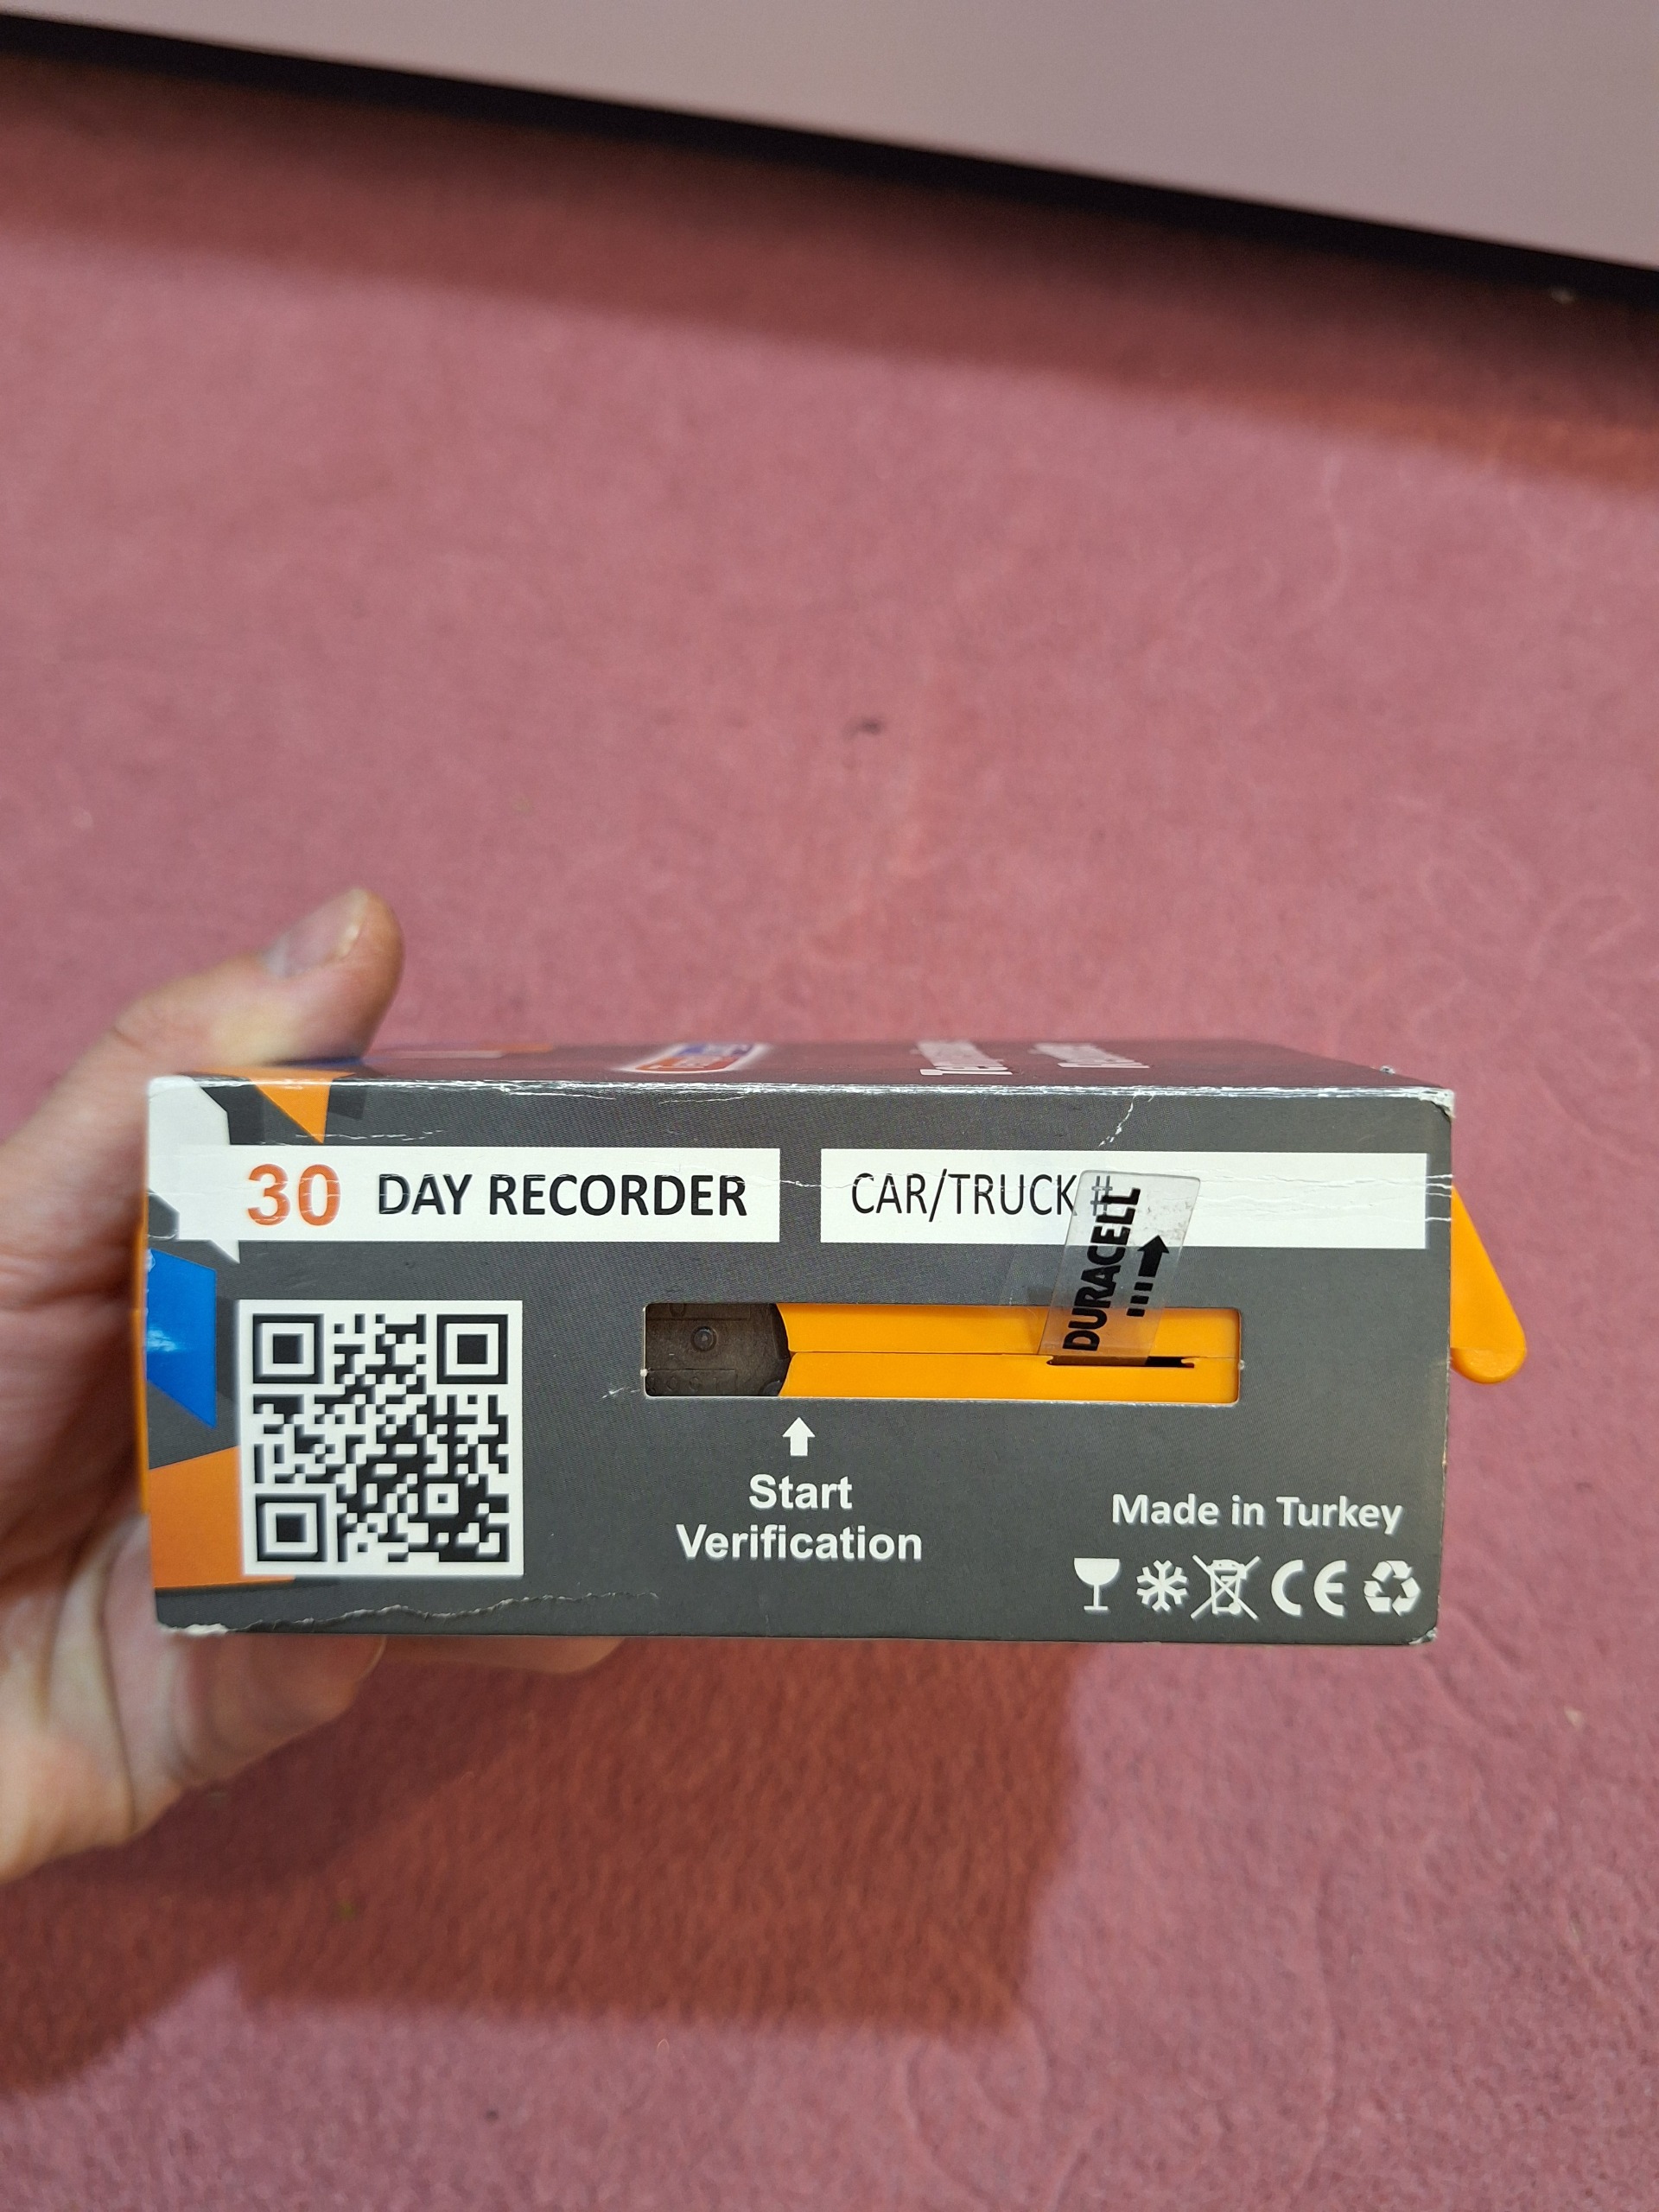 30 DAY RECORDER
CAR/TRUCK #
DURACELL
Start
Verification
Made in Turkey
CE